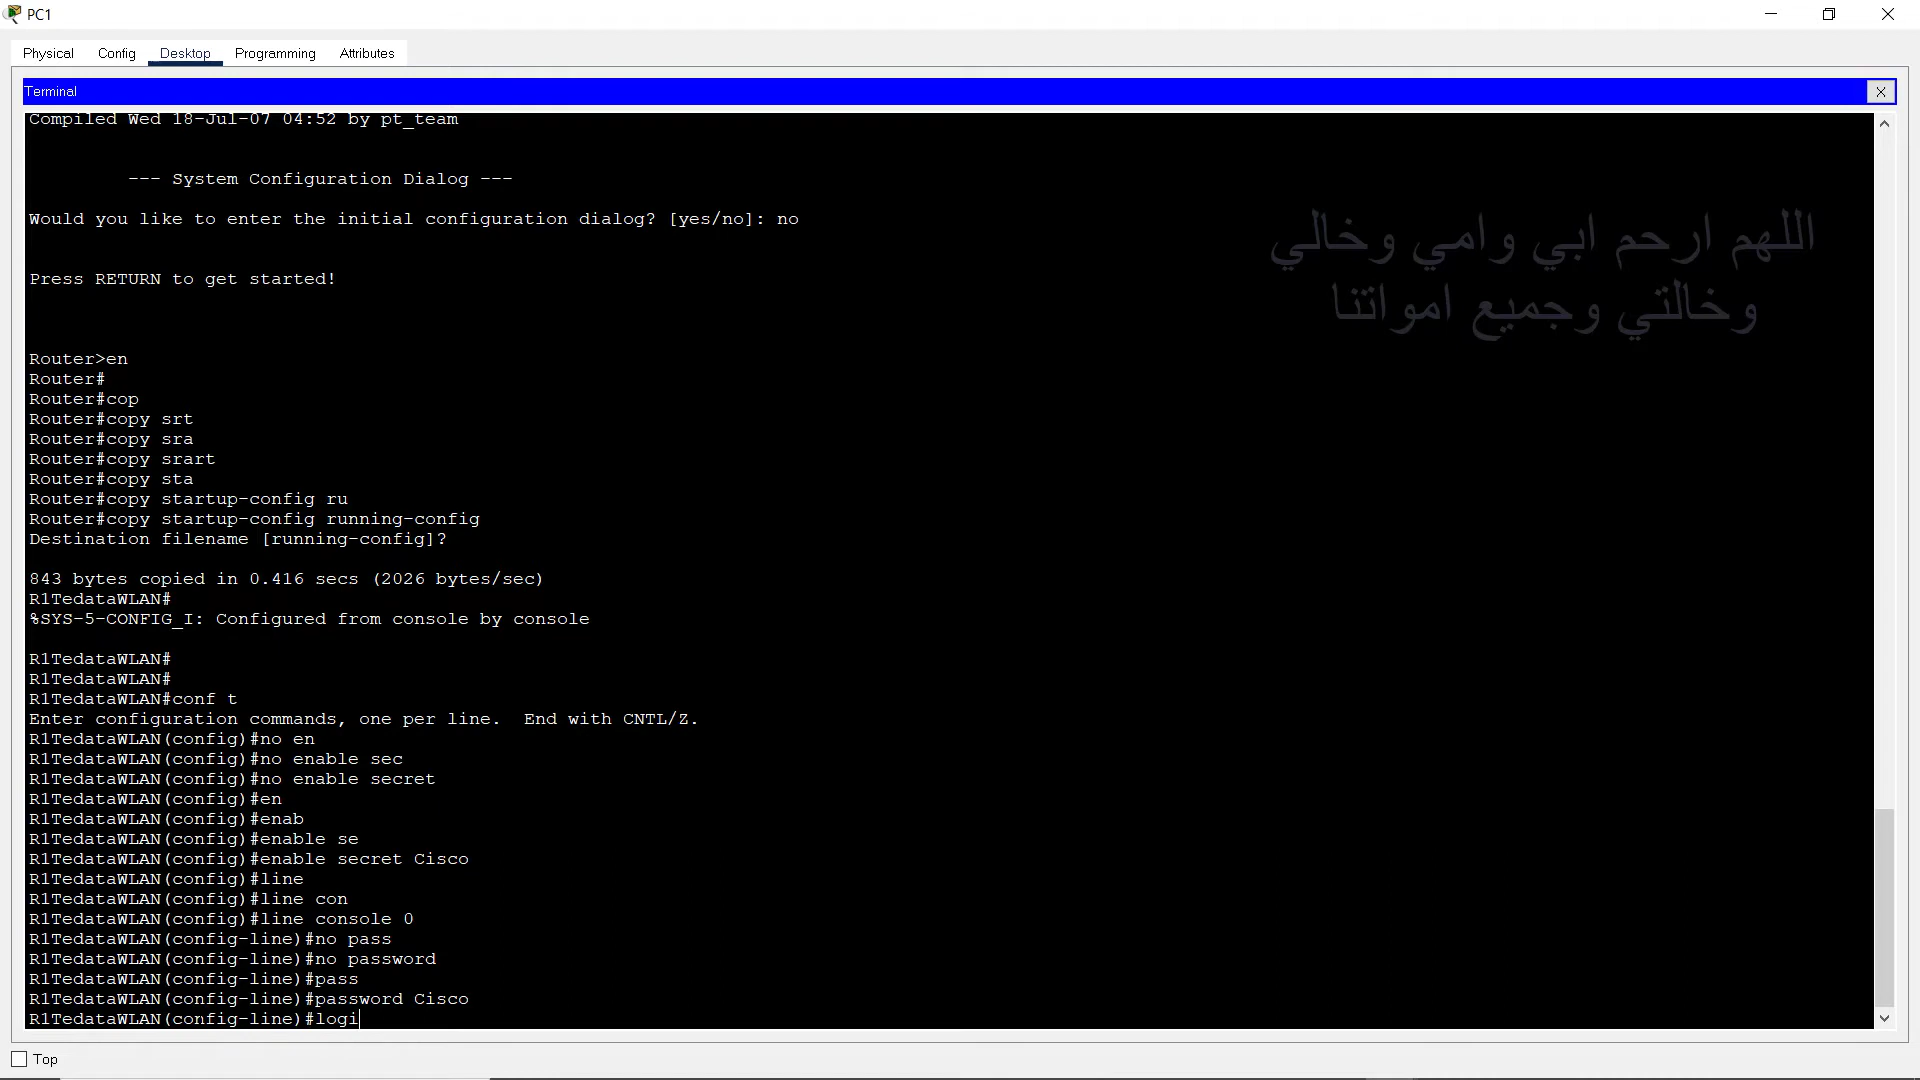 PC1
Physical Config Desktop Programming Attributes
Terminal
X
Compiled Wed 18-Jul-07 04:52 by pt_team
--- System Configuration Dialog ---
Would you like to enter the initial configuration dialog? [yes/no]: no
اللهم ارحم ابي وامي وخالي
وخالتي وجميع امواتنا
Press RETURN to get started!
Router>en
Router#
Router#cop
Router#copy srt
Router#copy sra
Router#copy srart
Router#copy sta
Router#copy startup-config ru
Router#copy startup-config running-config
Destination filename [running-config]?
843 bytes copied in 0.416 secs (2026 bytes/sec)
R1TedataWLAN#
%SYS-5-CONFIG_I: Configured from console by console
R1TedataWLAN#
R1TedataWLAN#
R1TedataWLAN#conf t
Enter configuration commands, one per line.  End with CNTL/Z.
R1TedataWLAN(config)#no en
R1TedataWLAN(config)#no enable sec
R1TedataWLAN(config)#no enable secret
R1TedataWLAN(config)#en
R1TedataWLAN(config)#enab
R1TedataWLAN(config)#enable se
R1TedataWLAN(config)#enable secret Cisco
R1TedataWLAN(config)#line
R1TedataWLAN(config)#line con
R1TedataWLAN(config)#line console 0
R1TedataWLAN(config-line)#no pass
R1TedataWLAN(config-line)#no password
R1TedataWLAN(config-line)#pass
R1TedataWLAN(config-line)#password Cisco
R1TedataWLAN(config-line)#logi
Top